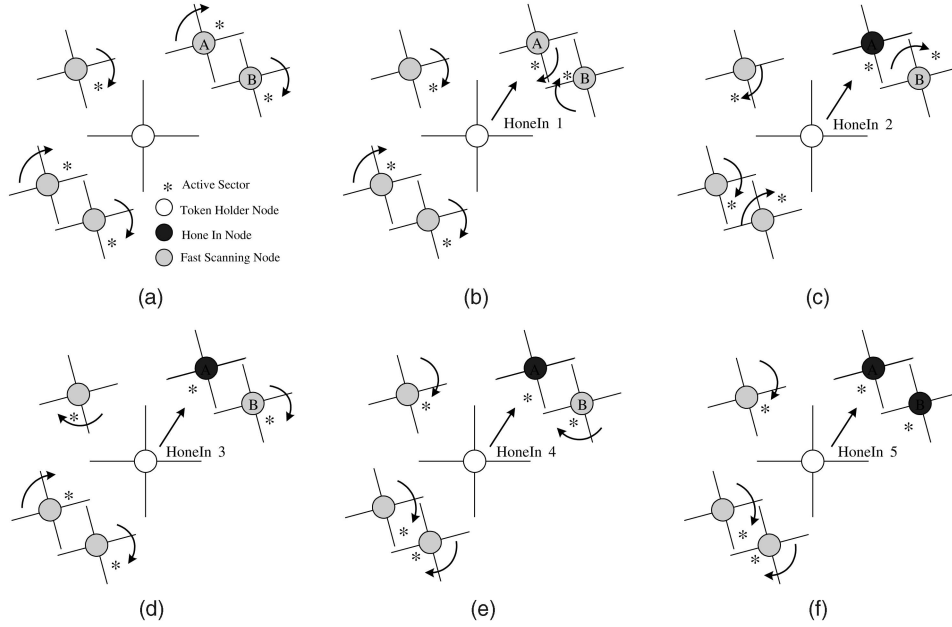 *
A
*
B
*
*
*
*
* Active Sector
Token Holder Node
Hone In Node
Fast Scanning Node
(a)
A
*
*
*
B
HoneIn 1
*
*
(b)
A
*
*
B
*
HoneIn 2
*
*
(c)
A
*
B
*
*
HoneIn 3
*
*
(d)
A
*
*
B
*
HoneIn 4
*
*
(e)
A
*
*
B
*
HoneIn 5
*
*
(f)